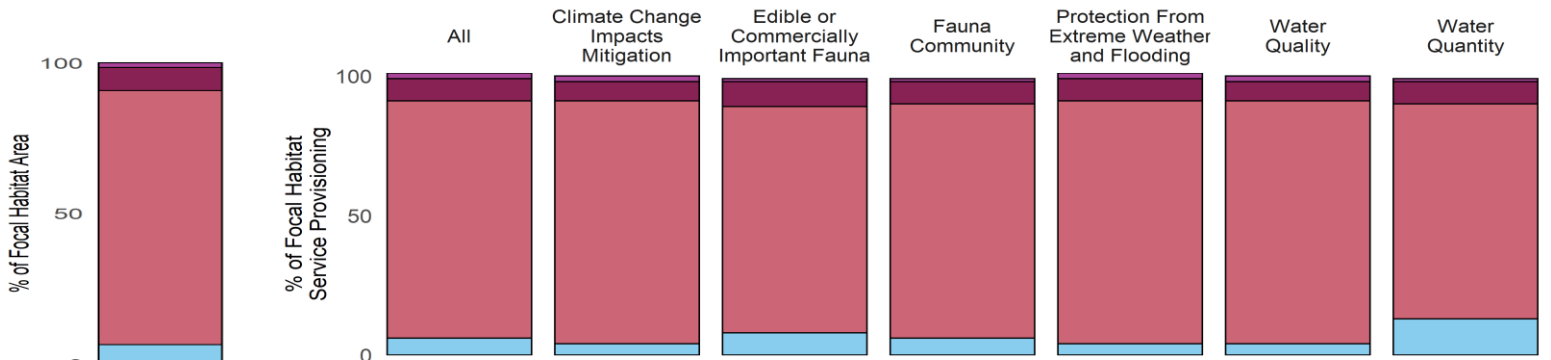 All
Climate Change
Impacts
Mitigation
Edible or
Commercially
Important Fauna
Fauna
Community
Protection From
Extreme Weather
and Flooding
Water
Quality
Water
Quantity
% of Focal Habitat Area
100
50
% of Focal Habitat
Service Provisioning
100
50
0